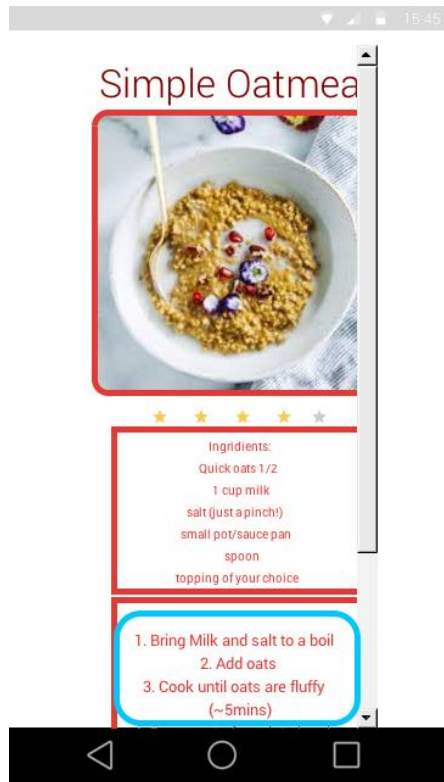 15:45
Simple Oatmea
Ingridients:
Quick oats 1/2
1 cup milk
salt (just a pinch!)
small pot/sauce pan
spoon
topping of your choice
1. Bring Milk and salt to a boil
2. Add oats
3. Cook until oats are fluffy
(~5mins)